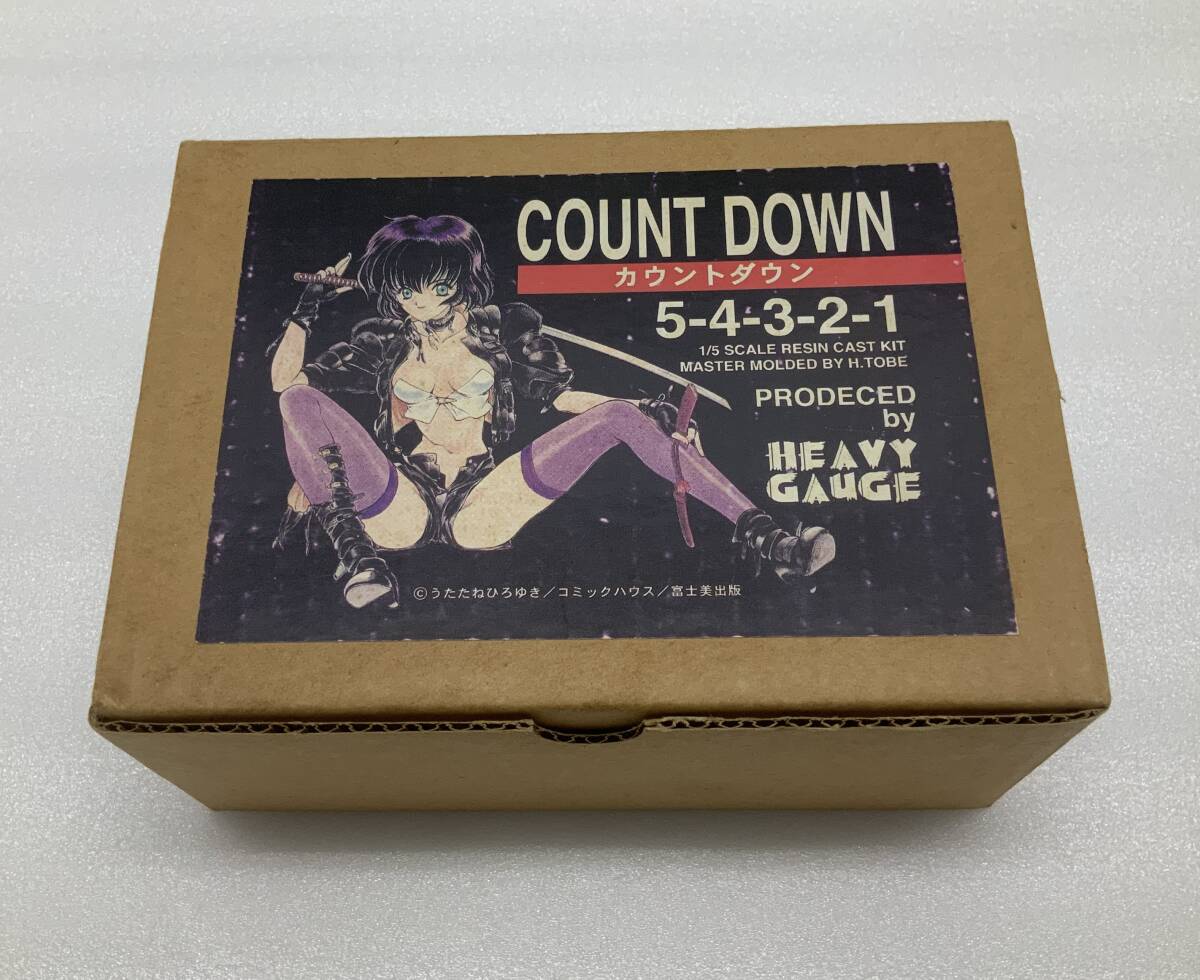 COUNT DOWN
カウントダウン
5-4-3-2-1
1/5 SCALE RESIN CAST KIT
MASTER MOLDED BY H.TOBE
PRODECED
by
HEAVY
GAUGE
©うたたねひろゆき/コミックハウス/富士美出版